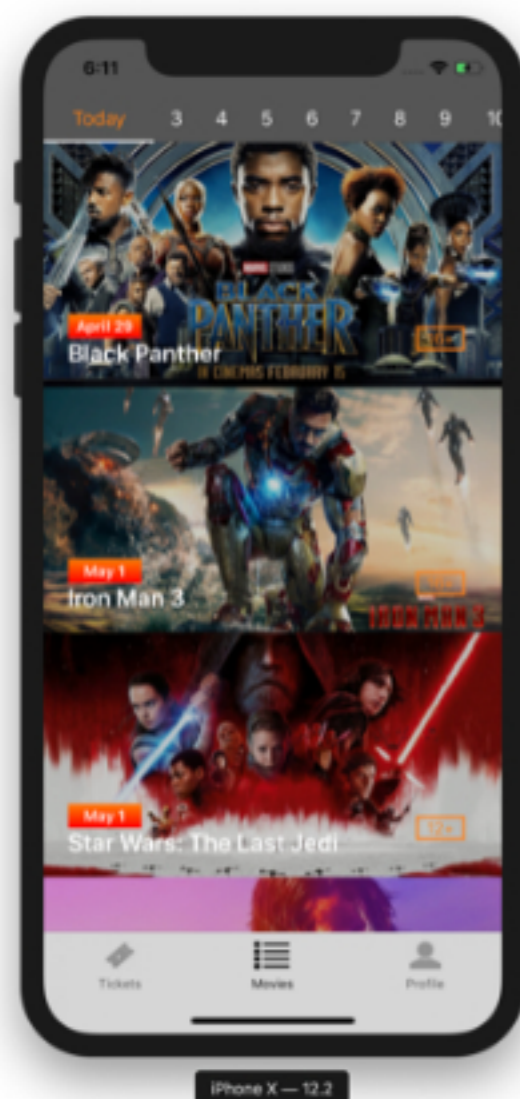 6:11
Today 3 4 5 6 7 8 9 10
MARVEL STUDIOS
BLACK
PANTHER
IN CINEMAS FEBRUARY 15
April 29
Black Panther
May 1
Iron Man 3
IRON MAN 3
May 1
Star Wars: The Last Jedi
12+
Tickets Movies Profile
iPhone X — 12.2